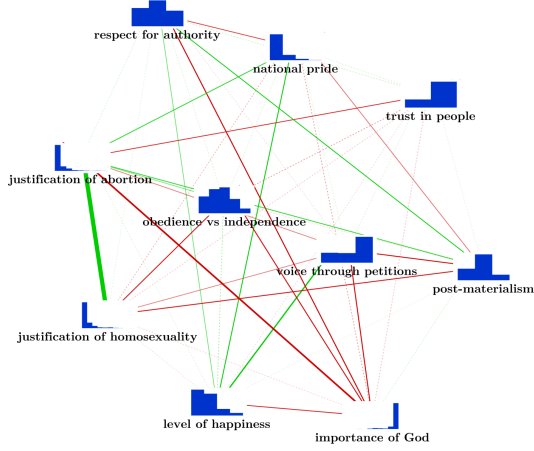 respect for authority
national pride
trust in people
justification of abortion
obedience vs independence
voice through petitions
post-materialism
justification of homosexuality
level of happiness
importance of God